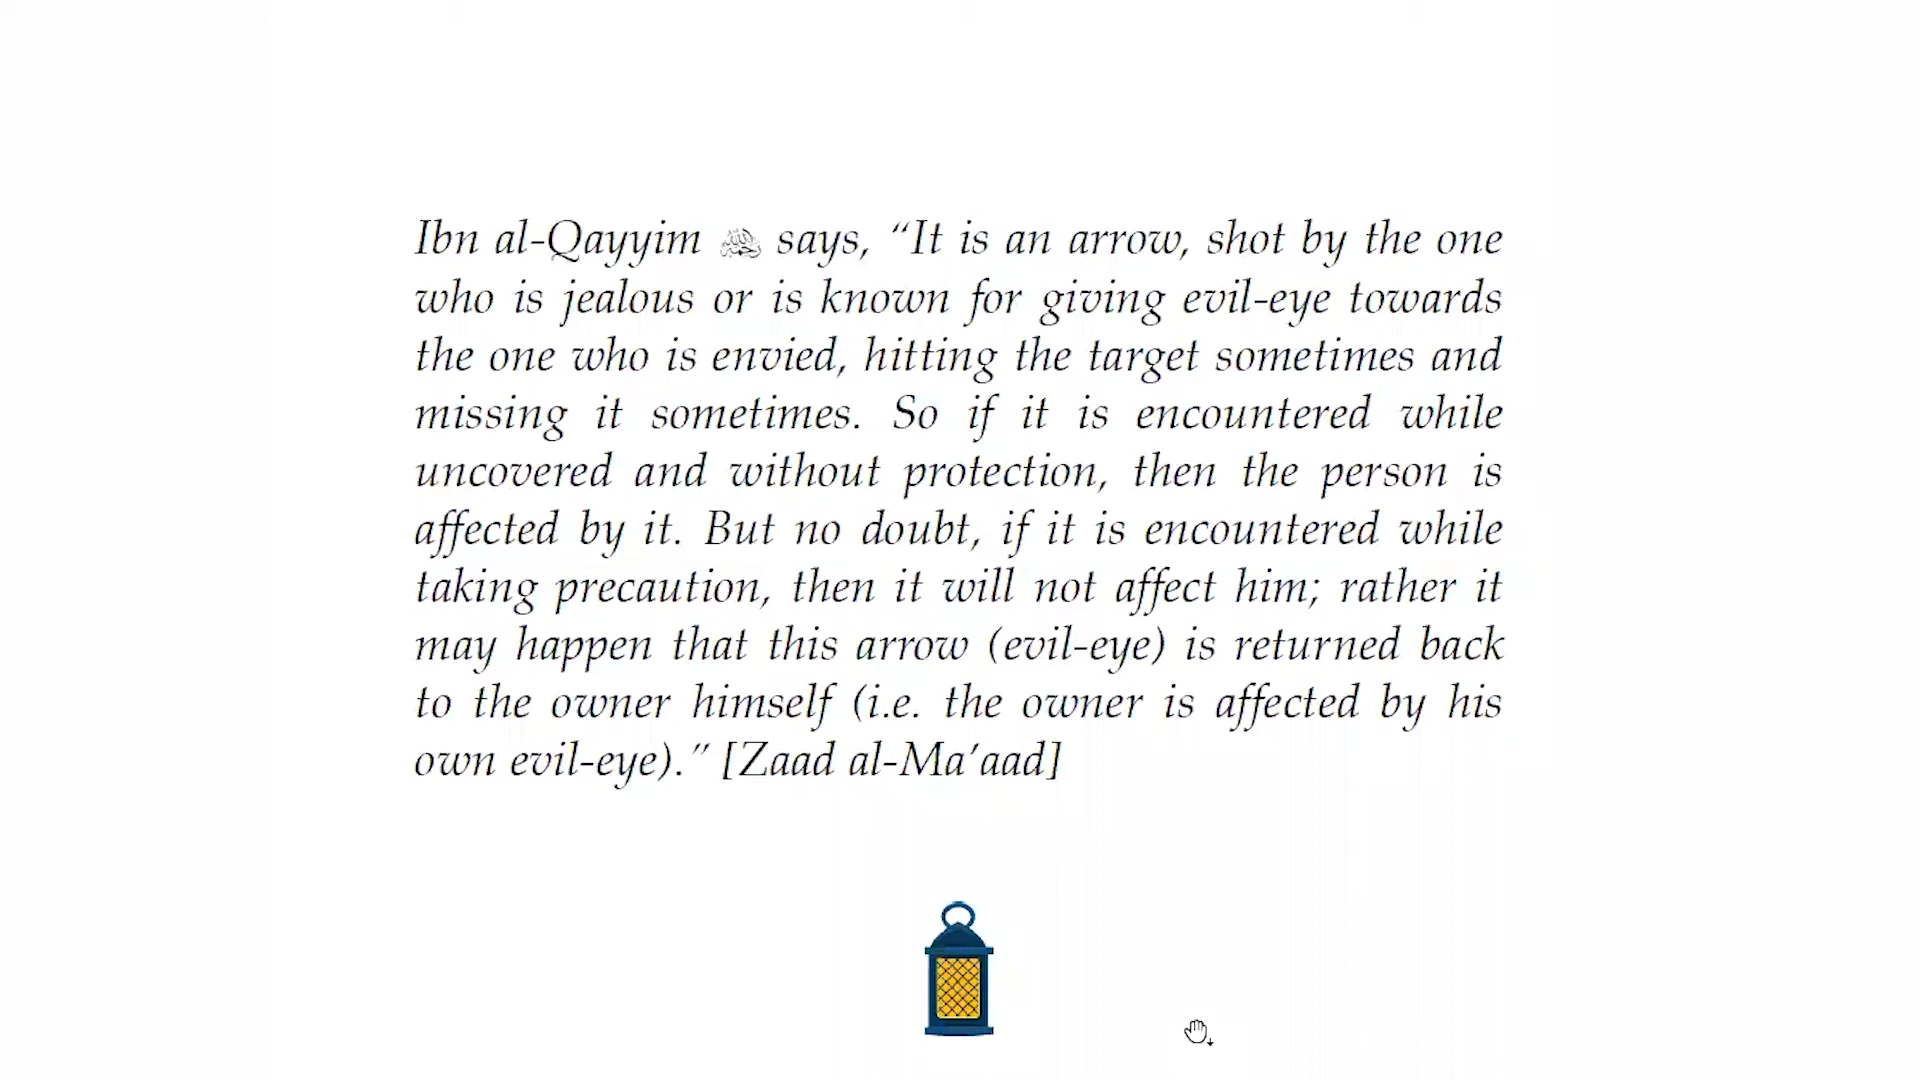 Ibn al-Qayyim رحمه الله says, “It is an arrow, shot by the one
who is jealous or is known for giving evil-eye towards
the one who is envied, hitting the target sometimes and
missing it sometimes. So if it is encountered while
uncovered and without protection, then the person is
affected by it. But no doubt, if it is encountered while
taking precaution, then it will not affect him; rather it
may happen that this arrow (evil-eye) is returned back
to the owner himself (i.e. the owner is affected by his
own evil-eye).” [Zaad al-Ma’aad]